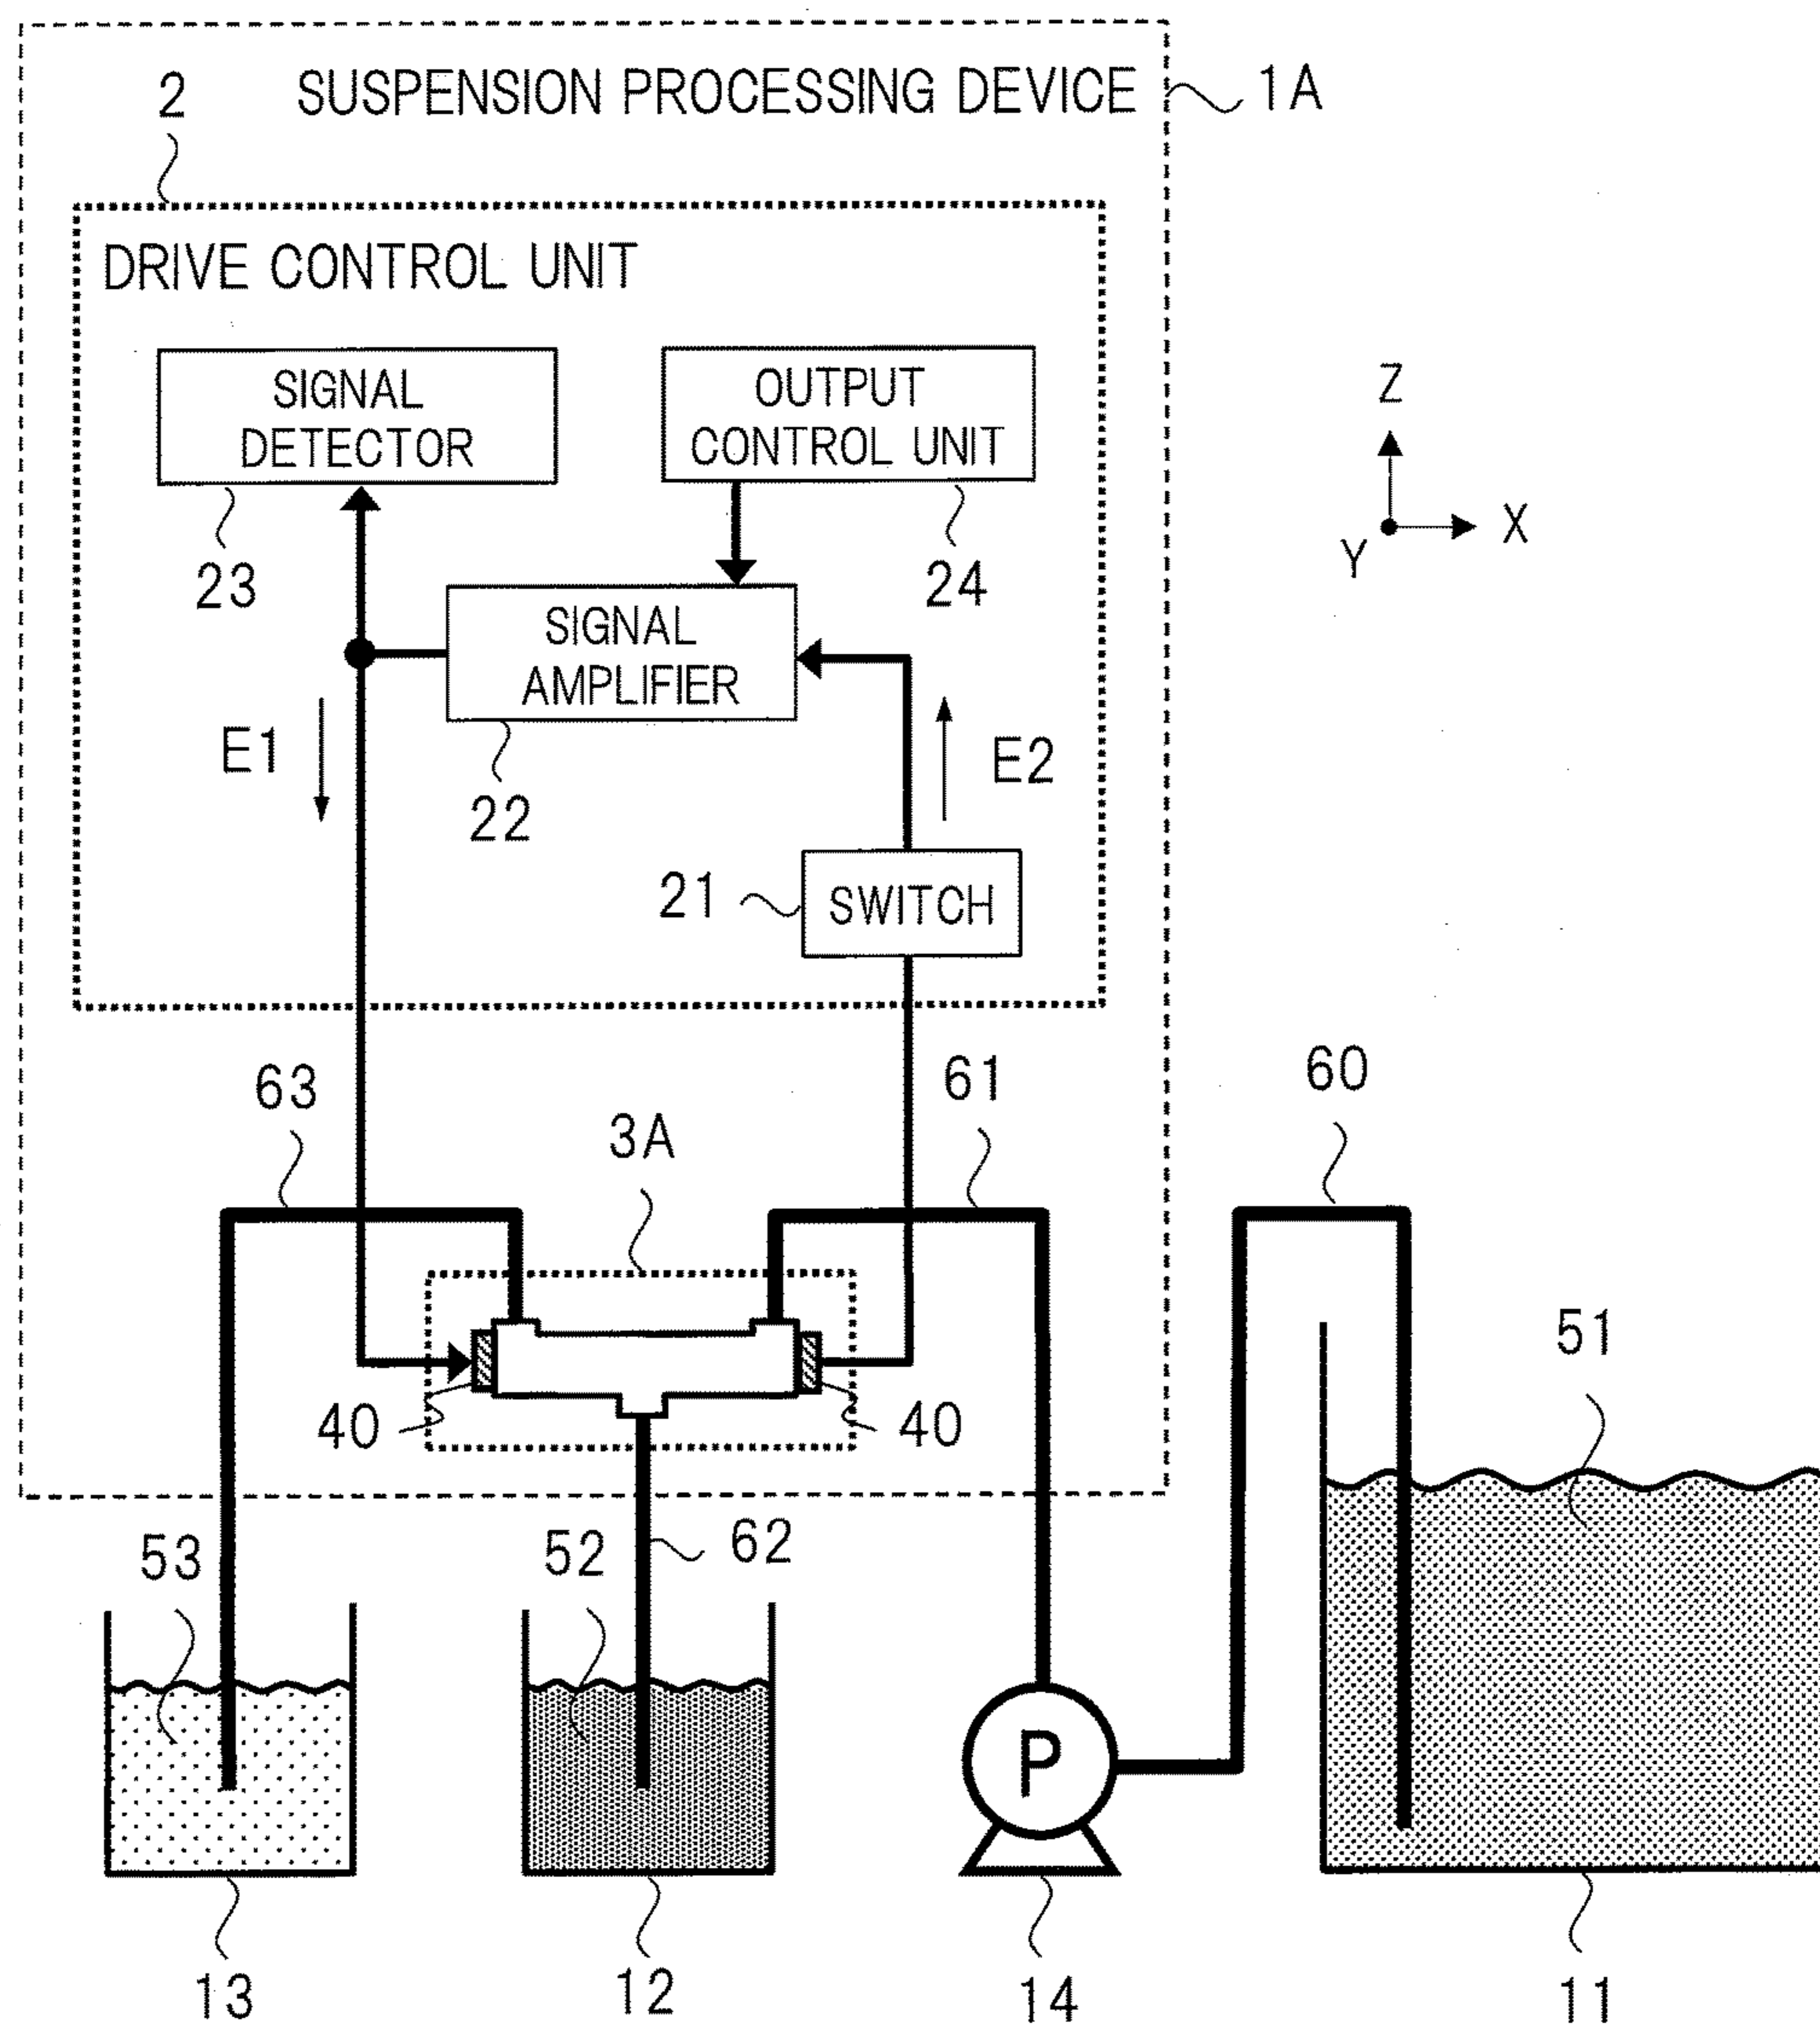 SUSPENSION PROCESSING DEVICE
1A
2
DRIVE CONTROL UNIT
SIGNAL
DETECTOR
OUTPUT
CONTROL UNIT
Z
X
Y
23
24
SIGNAL
AMPLIFIER
E1
E2
22
21
SWITCH
63
61
60
3A
51
40
40
53
52
62
P
13
12
14
11